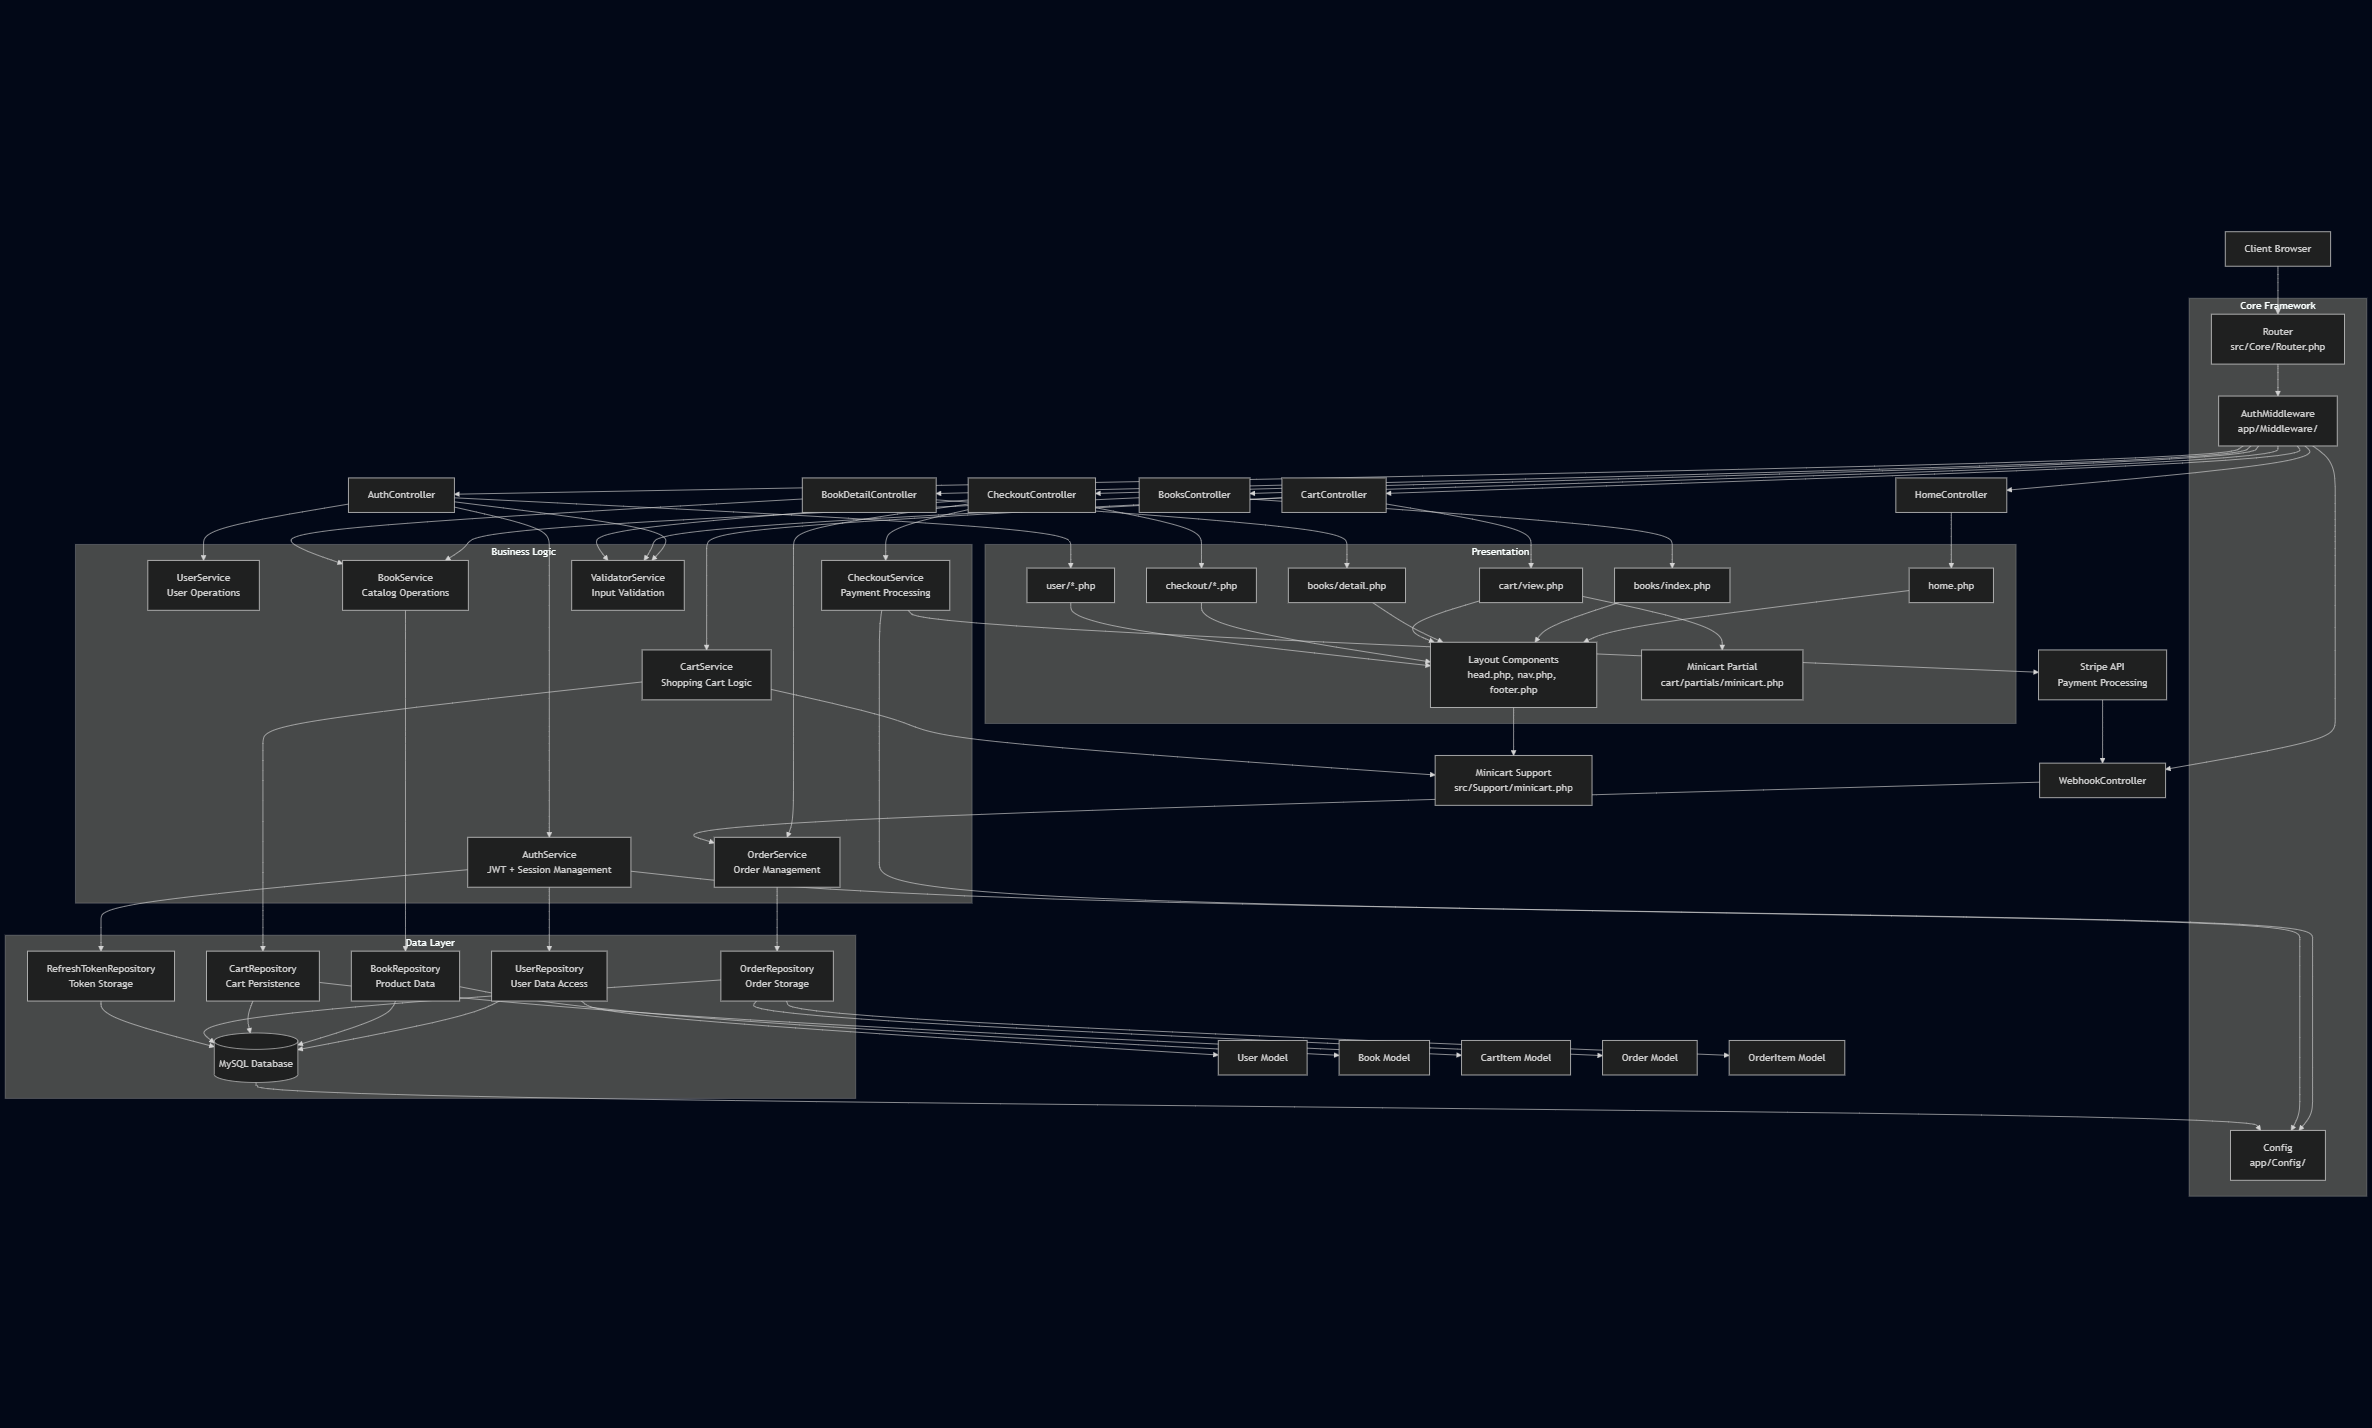 Client Browser
Core Framework
Router
src/Core/Router.php
AuthMiddleware
app/Middleware/
AuthController
BookDetailController
CheckoutController
BooksController
CartController
HomeController
Business Logic
Presentation
UserService
User Operations
BookService
Catalog Operations
ValidatorService
Input Validation
CheckoutService
Payment Processing
user/*.php
checkout/*.php
books/detail.php
cart/view.php
books/index.php
home.php
CartService
Shopping Cart Logic
Layout Components
head.php, nav.php,
footer.php
Minicart Partial
cart/partials/minicart.php
Stripe API
Payment Processing
Minicart Support
src/Support/minicart.php
WebhookController
AuthService
JWT + Session Management
OrderService
Order Management
Data Layer
RefreshTokenRepository
Token Storage
CartRepository
Cart Persistence
BookRepository
Product Data
UserRepository
User Data Access
OrderRepository
Order Storage
MySQL Database
User Model
Book Model
CartItem Model
Order Model
OrderItem Model
Config
app/Config/